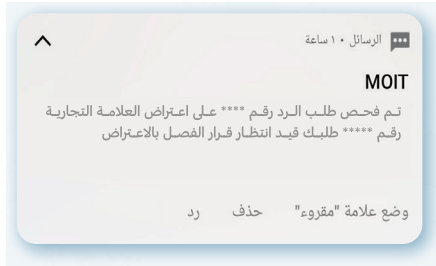 الرسائل • ١ ساعة
MOIT
تم فحص طلب الرد رقم **** على اعتراض العلامة التجارية
رقم ***** طلبك قيد انتظار قرار الفصل بالاعتراض
وضع علامة "مقروء" حذف رد